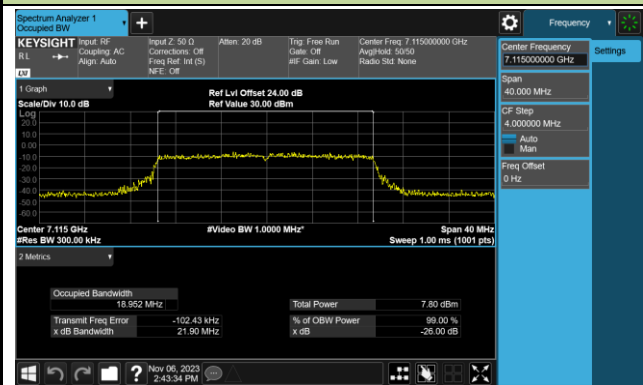 Spectrum Analyzer 1
Occupied BW
Frequency
KEYSIGHT
RL
LXI
Input: RF
Coupling: AC
Align: Auto
Input Z: 50 Ω
Corrections: Off
Freq Ref: Int (S)
NFE: Off
Atten: 20 dB
Trig: Free Run
Gate: Off
#IF Gain: Low
Center Freq: 7.115000000 GHz
Avg|Hold: 50/50
Radio Std: None
Center Frequency
7.115000000 GHz
Settings
Span
40.000 MHz
CF Step
4.000000 MHz
Auto
Man
Freq Offset
0 Hz
1 Graph
Scale/Div 10.0 dB
Ref Lvl Offset 24.00 dB
Ref Value 30.00 dBm
Log
20.0
10.0
0.00
-10.0
-20.0
-30.0
-40.0
-50.0
-60.0
Center 7.115 GHz
#Res BW 300.00 kHz
#Video BW 1.0000 MHz*
Span 40 MHz
Sweep 1.00 ms (1001 pts)
2 Metrics
Occupied Bandwidth
18.952 MHz
Total Power 7.80 dBm
Transmit Freq Error -102.43 kHz
% of OBW Power 99.00 %
x dB Bandwidth 21.90 MHz
x dB -26.00 dB
?
Nov 06, 2023
2:43:34 PM